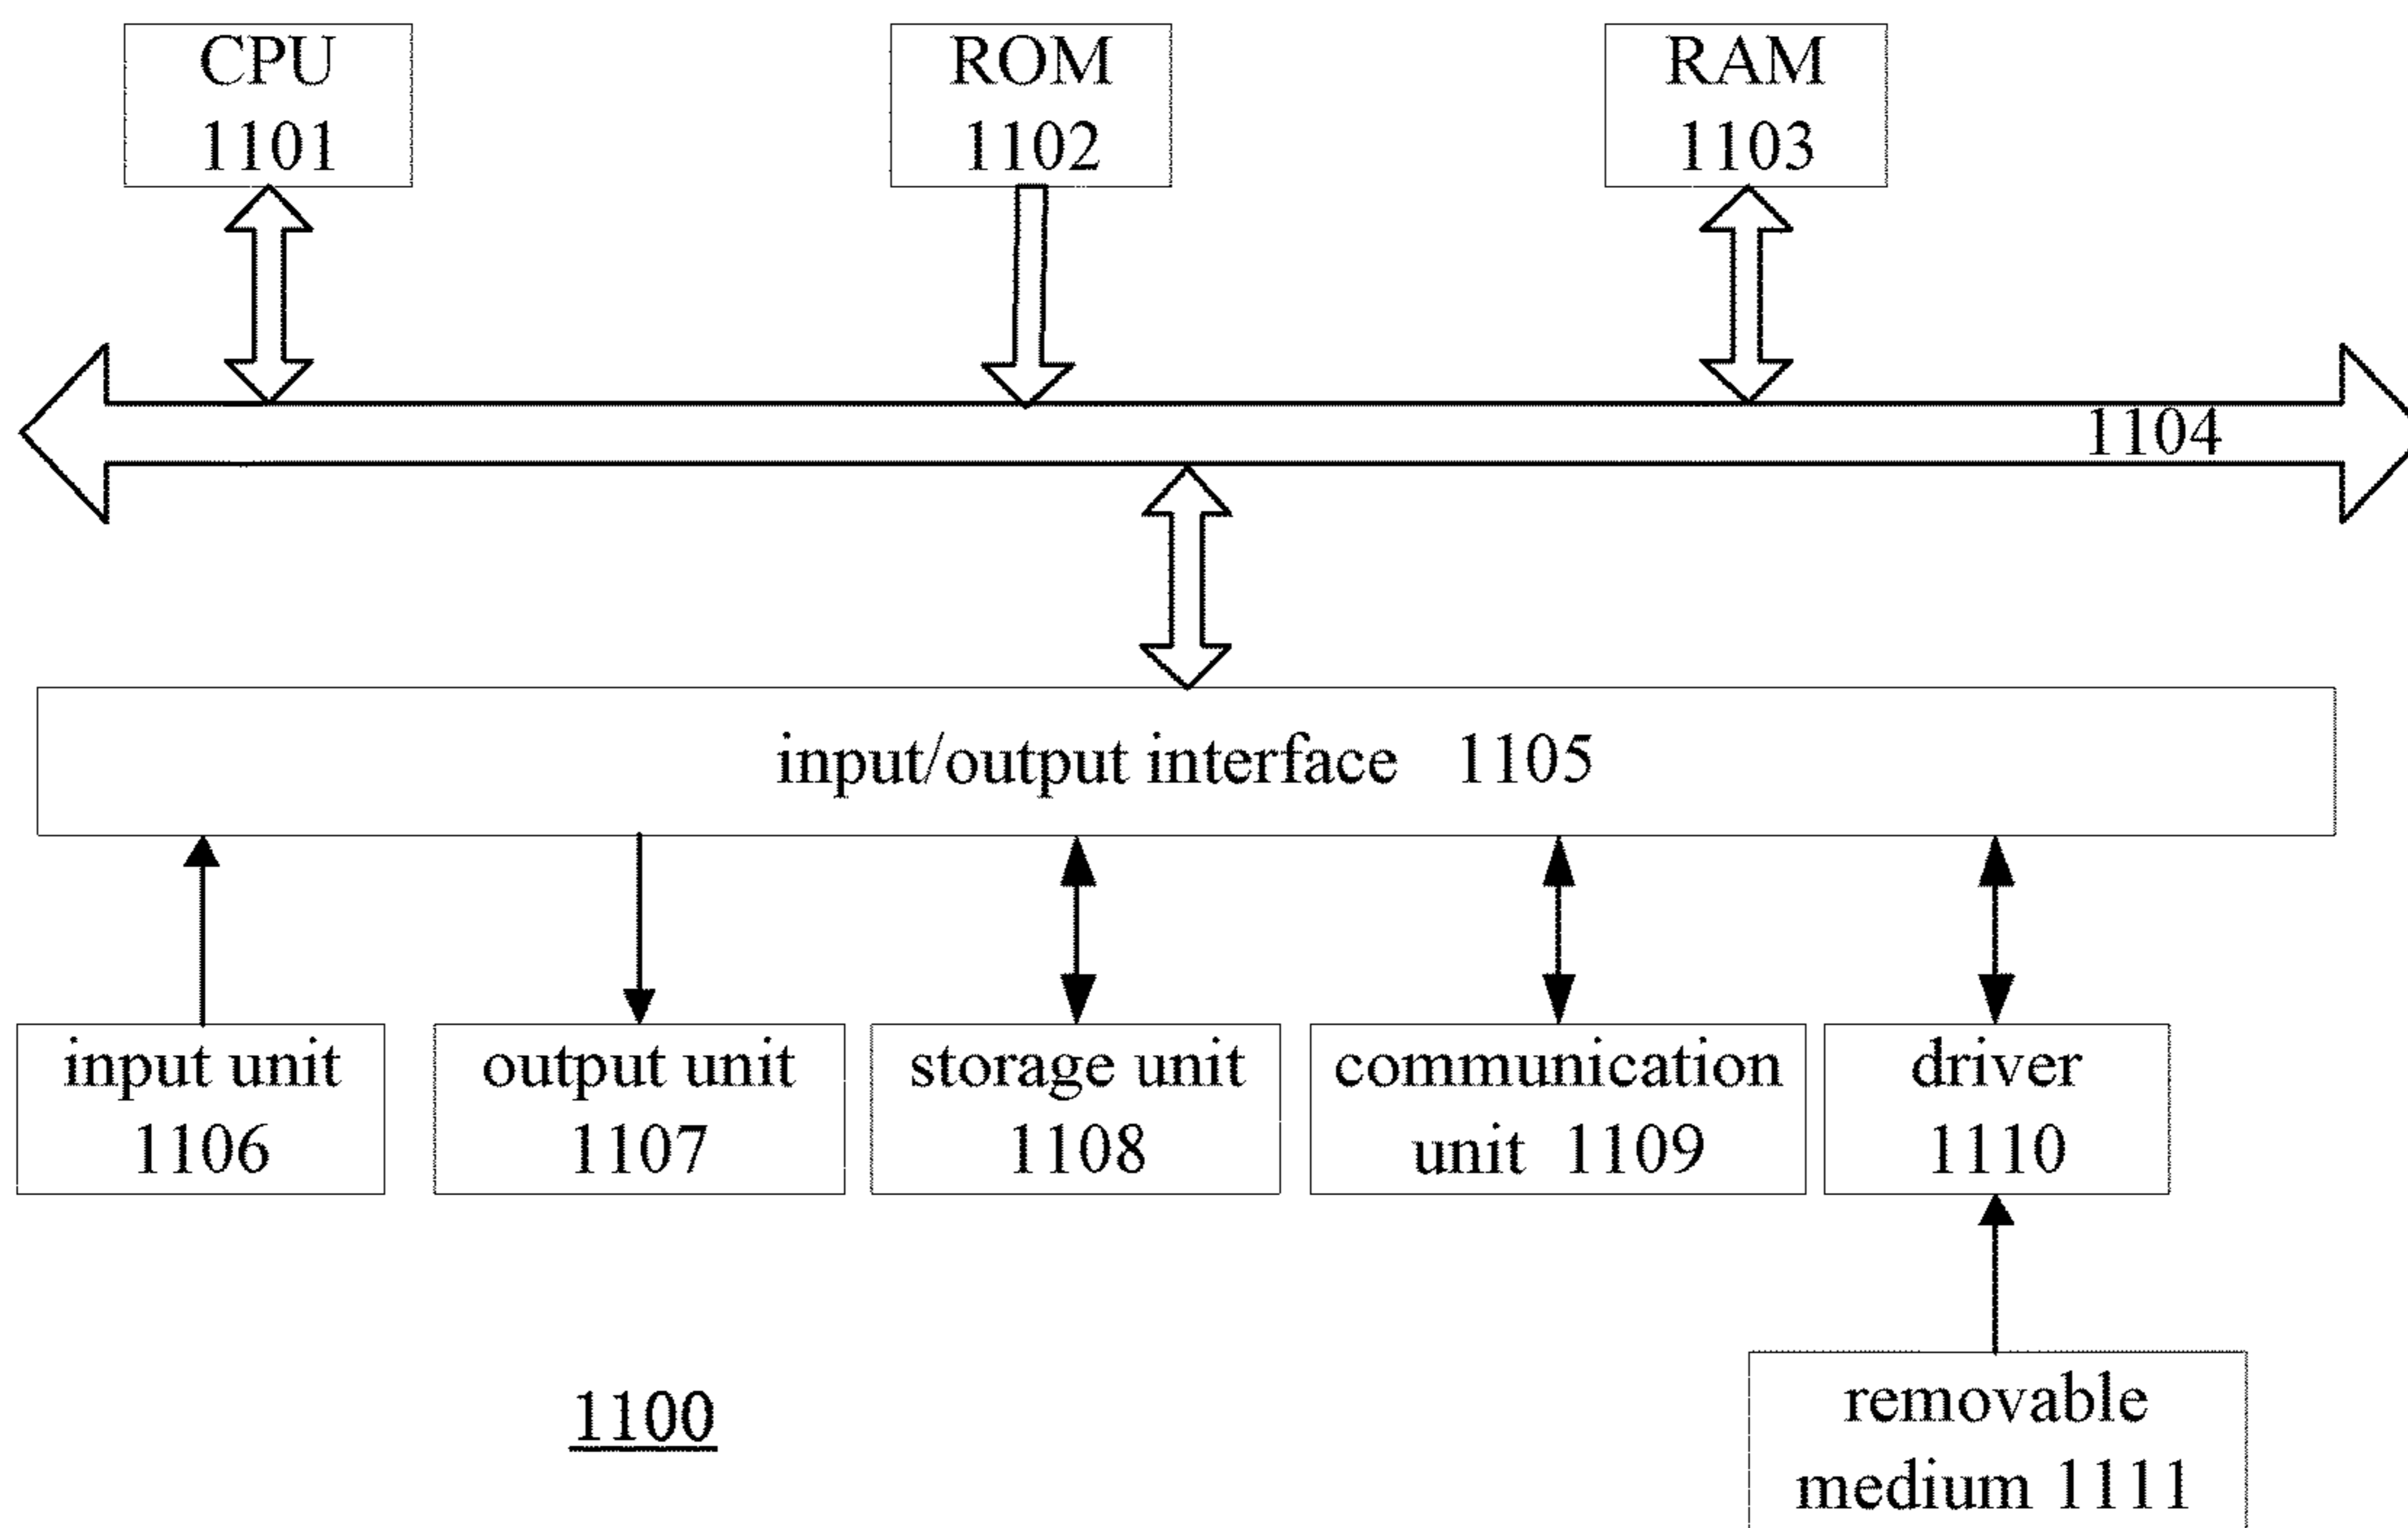 CPU
1101
ROM
1102
RAM
1103
1104
input/output interface 1105
input unit
1106
output unit
1107
storage unit
1108
communication
unit 1109
driver
1110
1100
removable
medium 1111